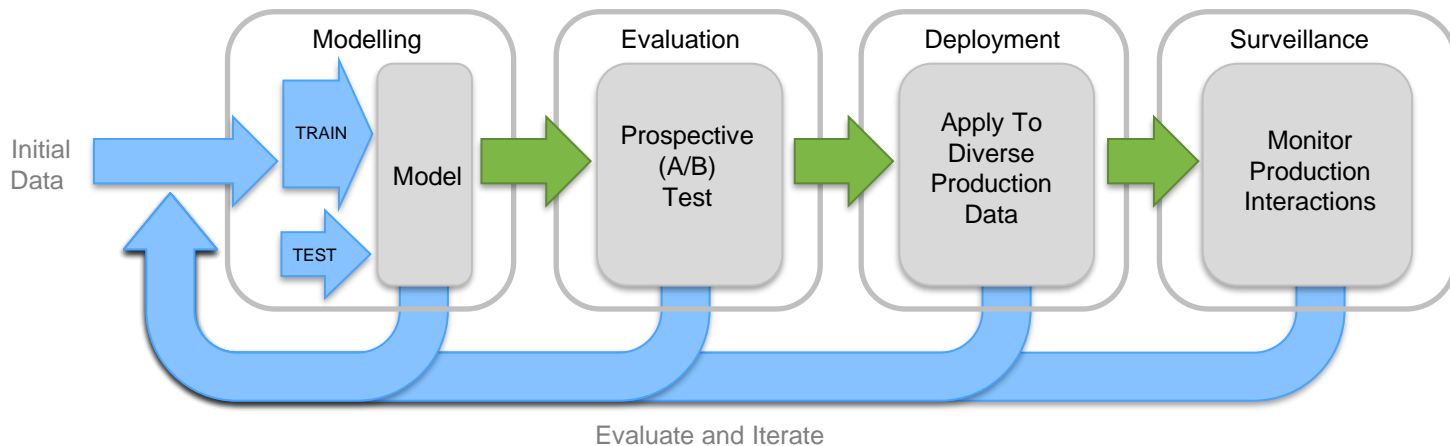 Modelling
Evaluation
Deployment
Surveillance
Initial
Data
TRAIN
TEST
Model
Prospective
(A/B)
Test
Apply To
Diverse
Production
Data
Monitor
Production
Interactions
Evaluate and Iterate